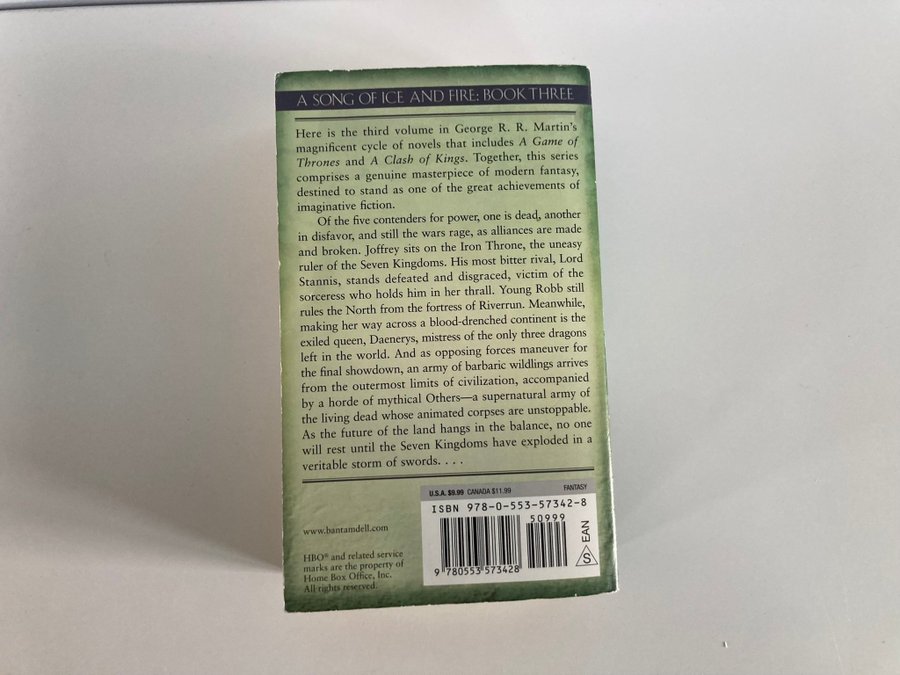 A SONG OF ICE AND FIRE: BOOK THREE
Here is the third volume in George R. R. Martin's
magnificent cycle of novels that includes A Game of
Thrones and A Clash of Kings. Together, this series
comprises a genuine masterpiece of modern fantasy,
destined to stand as one of the great achievements of
imaginative fiction.
Of the five contenders for power, one is dead, another
in disfavor, and still the wars rage, as alliances are made
and broken. Joffrey sits on the Iron Throne, the uneasy
ruler of the Seven Kingdoms. His most bitter rival, Lord
Stannis, stands defeated and disgraced, victim of the
sorceress who holds him in her thrall. Young Robb still
rules the North from the fortress of Riverrun. Meanwhile,
making her way across a blood-drenched continent is the
exiled queen, Daenerys, mistress of the only three dragons
left in the world. And as opposing forces maneuver for
the final showdown, an army of barbaric wildlings arrives
from the outermost limits of civilization, accompanied
by a horde of mythical Others—a supernatural army of
the living dead whose animated corpses are unstoppable.
As the future of the land hangs in the balance, no one
will rest until the Seven Kingdoms have exploded in a
veritable storm of swords. . . .
U.S.A. $9.99 CANADA $11.99 FANTASY
ISBN 978-0-553-57342-8
50999
9 780553 573428
S EAN
www.bantamdell.com
HBO® and related service
marks are the property of
Home Box Office, Inc.
All rights reserved.